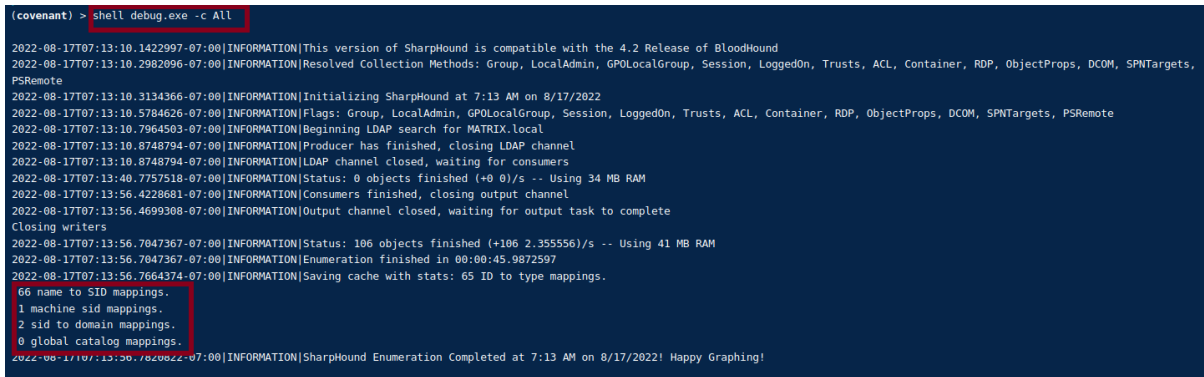 (covenant) > shell debug.exe -c All
2022-08-17T07:13:10.1422997-07:00|INFORMATION|This version of SharpHound is compatible with the 4.2 Release of BloodHound
2022-08-17T07:13:10.2982096-07:00|INFORMATION|Resolved Collection Methods: Group, LocalAdmin, GPOLocalGroup, Session, LoggedOn, Trusts, ACL, Container, RDP, ObjectProps, DCOM, SPNTargets,
PSRemote
2022-08-17T07:13:10.3134366-07:00|INFORMATION|Initializing SharpHound at 7:13 AM on 8/17/2022
2022-08-17T07:13:10.5784626-07:00|INFORMATION|Flags: Group, LocalAdmin, GPOLocalGroup, Session, LoggedOn, Trusts, ACL, Container, RDP, ObjectProps, DCOM, SPNTargets, PSRemote
2022-08-17T07:13:10.7964503-07:00|INFORMATION|Beginning LDAP search for MATRIX.local
2022-08-17T07:13:10.8748794-07:00|INFORMATION|Producer has finished, closing LDAP channel
2022-08-17T07:13:10.8748794-07:00|INFORMATION|LDAP channel closed, waiting for consumers
2022-08-17T07:13:40.7757518-07:00|INFORMATION|Status: 0 objects finished (+0 0)/s -- Using 34 MB RAM
2022-08-17T07:13:56.4228681-07:00|INFORMATION|Consumers finished, closing output channel
2022-08-17T07:13:56.4699308-07:00|INFORMATION|Output channel closed, waiting for output task to complete
Closing writers
2022-08-17T07:13:56.7047367-07:00|INFORMATION|Status: 106 objects finished (+106 2.355556)/s -- Using 41 MB RAM
2022-08-17T07:13:56.7047367-07:00|INFORMATION|Enumeration finished in 00:00:45.9872597
2022-08-17T07:13:56.7664374-07:00|INFORMATION|Saving cache with stats: 65 ID to type mappings.
66 name to SID mappings.
1 machine sid mappings.
2 sid to domain mappings.
0 global catalog mappings.
2022-08-17T07:13:56.7820822-07:00|INFORMATION|SharpHound Enumeration Completed at 7:13 AM on 8/17/2022! Happy Graphing!